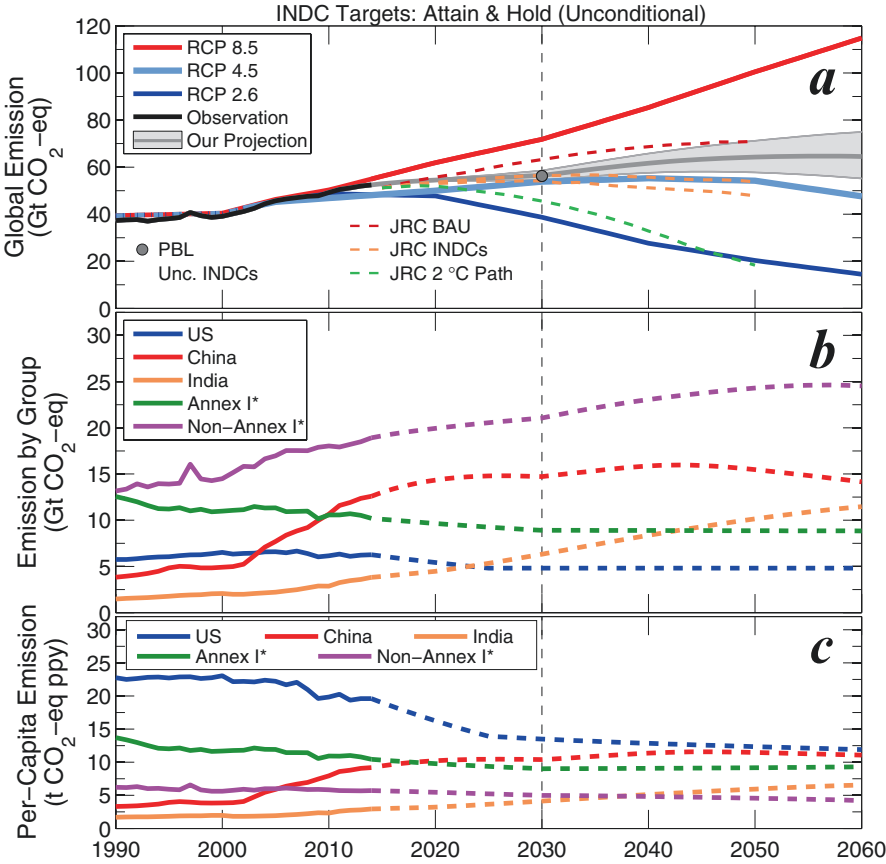 INDC Targets: Attain & Hold (Unconditional)
Global Emission
(Gt CO2−eq)
120
100
80
60
40
20
0
RCP 8.5
RCP 4.5
RCP 2.6
Observation
Our Projection
a
PBL
Unc. INDCs
JRC BAU
JRC INDCs
JRC 2 °C Path
Emission by Group
(Gt CO2−eq)
30
25
20
15
10
5
0
US
China
India
Annex I*
Non−Annex I*
b
Per−Capita Emission
(t CO2−eq ppy)
30
25
20
15
10
5
0
US China India
Annex I* Non−Annex I*
c
1990 2000 2010 2020 2030 2040 2050 2060